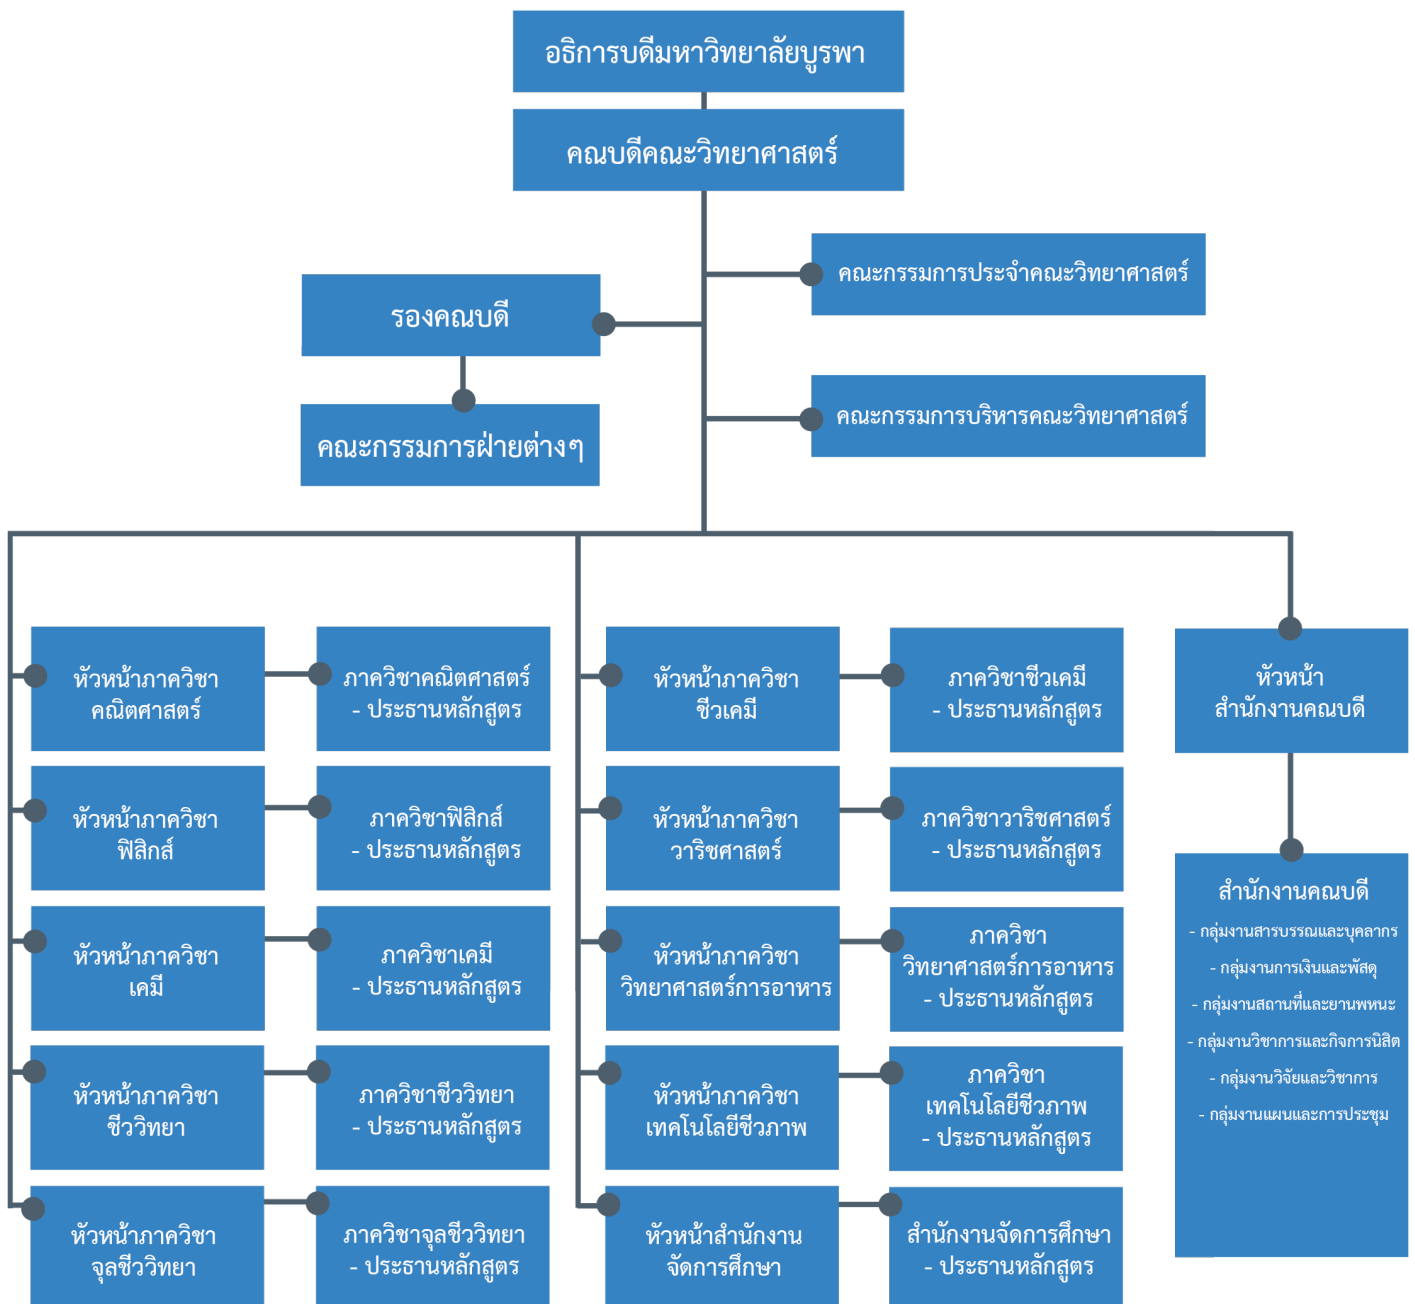 อธิการบดีมหาวิทยาลัยบูรพา
คณบดีคณะวิทยาศาสตร์
คณะกรรมการประจำคณะวิทยาศาสตร์
รองคณบดี
คณะกรรมการบริหารคณะวิทยาศาสตร์
คณะกรรมการฝ่ายต่างๆ
หัวหน้าภาควิชา
คณิตศาสตร์
ภาควิชาคณิตศาสตร์
- ประธานหลักสูตร
หัวหน้าภาควิชา
ชีวเคมี
ภาควิชาชีวเคมี
- ประธานหลักสูตร
หัวหน้า
สำนักงานคณบดี
หัวหน้าภาควิชา
ฟิสิกส์
ภาควิชาฟิสิกส์
- ประธานหลักสูตร
หัวหน้าภาควิชา
วาริชศาสตร์
ภาควิชาวาริชศาสตร์
- ประธานหลักสูตร
หัวหน้าภาควิชา
เคมี
ภาควิชาเคมี
- ประธานหลักสูตร
หัวหน้าภาควิชา
วิทยาศาสตร์การอาหาร
ภาควิชา
วิทยาศาสตร์การอาหาร
- ประธานหลักสูตร
หัวหน้าภาควิชา
ชีววิทยา
ภาควิชาชีววิทยา
- ประธานหลักสูตร
หัวหน้าภาควิชา
เทคโนโลยีชีวภาพ
ภาควิชา
เทคโนโลยีชีวภาพ
- ประธานหลักสูตร
หัวหน้าภาควิชา
จุลชีววิทยา
ภาควิชาจุลชีววิทยา
- ประธานหลักสูตร
หัวหน้าสำนักงาน
จัดการศึกษา
สำนักงานจัดการศึกษา
- ประธานหลักสูตร
สำนักงานคณบดี
- กลุ่มงานสารบรรณและบุคลากร
- กลุ่มงานการเงินและพัสดุ
- กลุ่มงานสถานที่และยานพหนะ
- กลุ่มงานวิชาการและกิจการนิสิต
- กลุ่มงานวิจัยและวิชาการ
- กลุ่มงานแผนและการประชุม